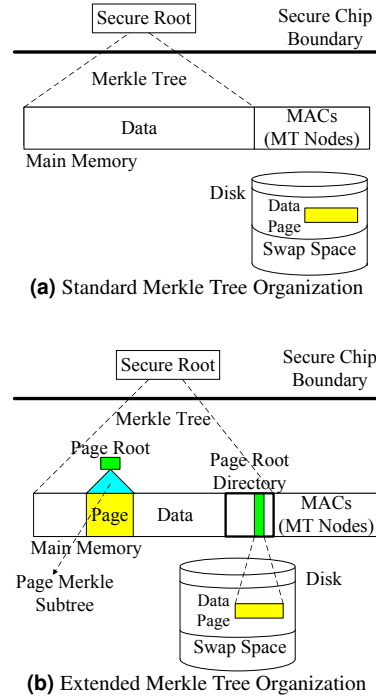 Secure Root
Secure Chip
Boundary
Merkle Tree
Data
MACs
(MT Nodes)
Main Memory
Disk
Data
Page
Swap Space
(a) Standard Merkle Tree Organization
Secure Root
Secure Chip
Boundary
Merkle Tree
Page Root
Page Root
Directory
Page
Data
MACs
(MT Nodes)
Main Memory
Page Merkle
Subtree
Disk
Data
Page
Swap Space
(b) Extended Merkle Tree Organization